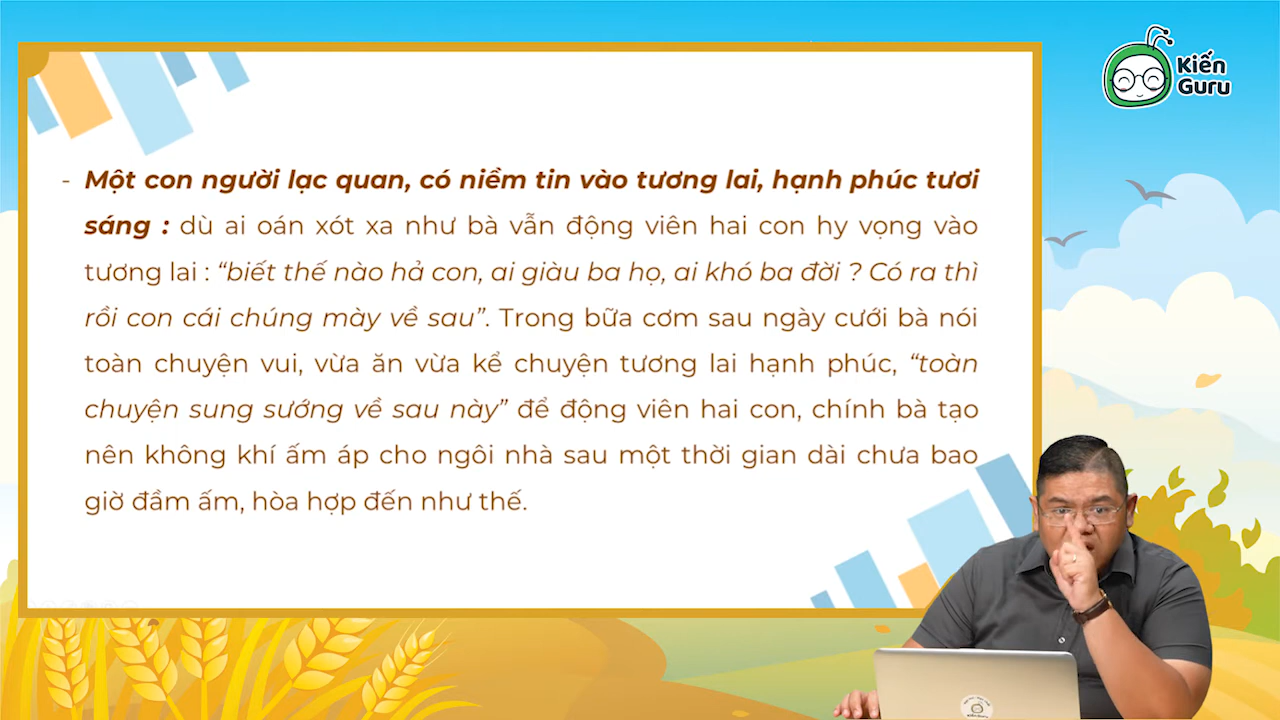 Kiến
Guru
- Một con người lạc quan, có niềm tin vào tương lai, hạnh phúc tươi
sáng : dù ai oán xót xa như bà vẫn động viên hai con hy vọng vào
tương lai : “biết thế nào hả con, ai giàu ba họ, ai khó ba đời ? Có ra thì
rồi con cái chúng mày về sau”. Trong bữa cơm sau ngày cưới bà nói
toàn chuyện vui, vừa ăn vừa kể chuyện tương lai hạnh phúc, “toàn
chuyện sung sướng về sau này” để động viên hai con, chính bà tạo
nên không khí ấm áp cho ngôi nhà sau một thời gian dài chưa bao
giờ đầm ấm, hòa hợp đến như thế.